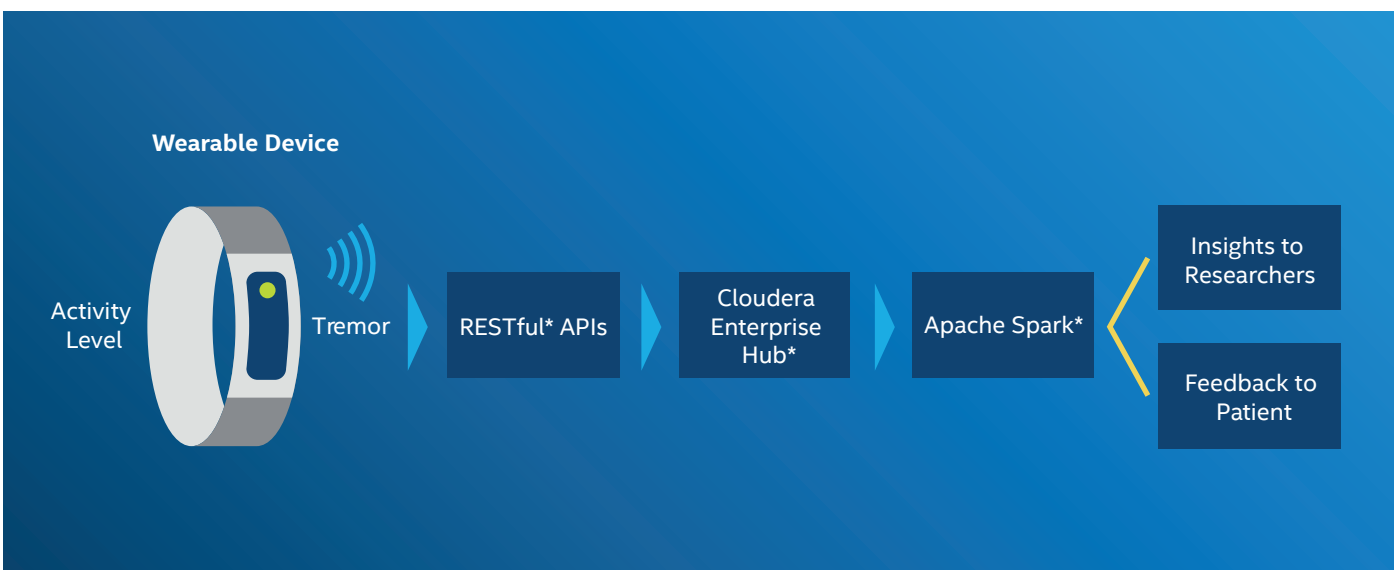 Wearable Device
Activity
Level
Tremor
RESTful* APIs
Cloudera
Enterprise
Hub*
Apache Spark*
Insights to
Researchers
Feedback to
Patient